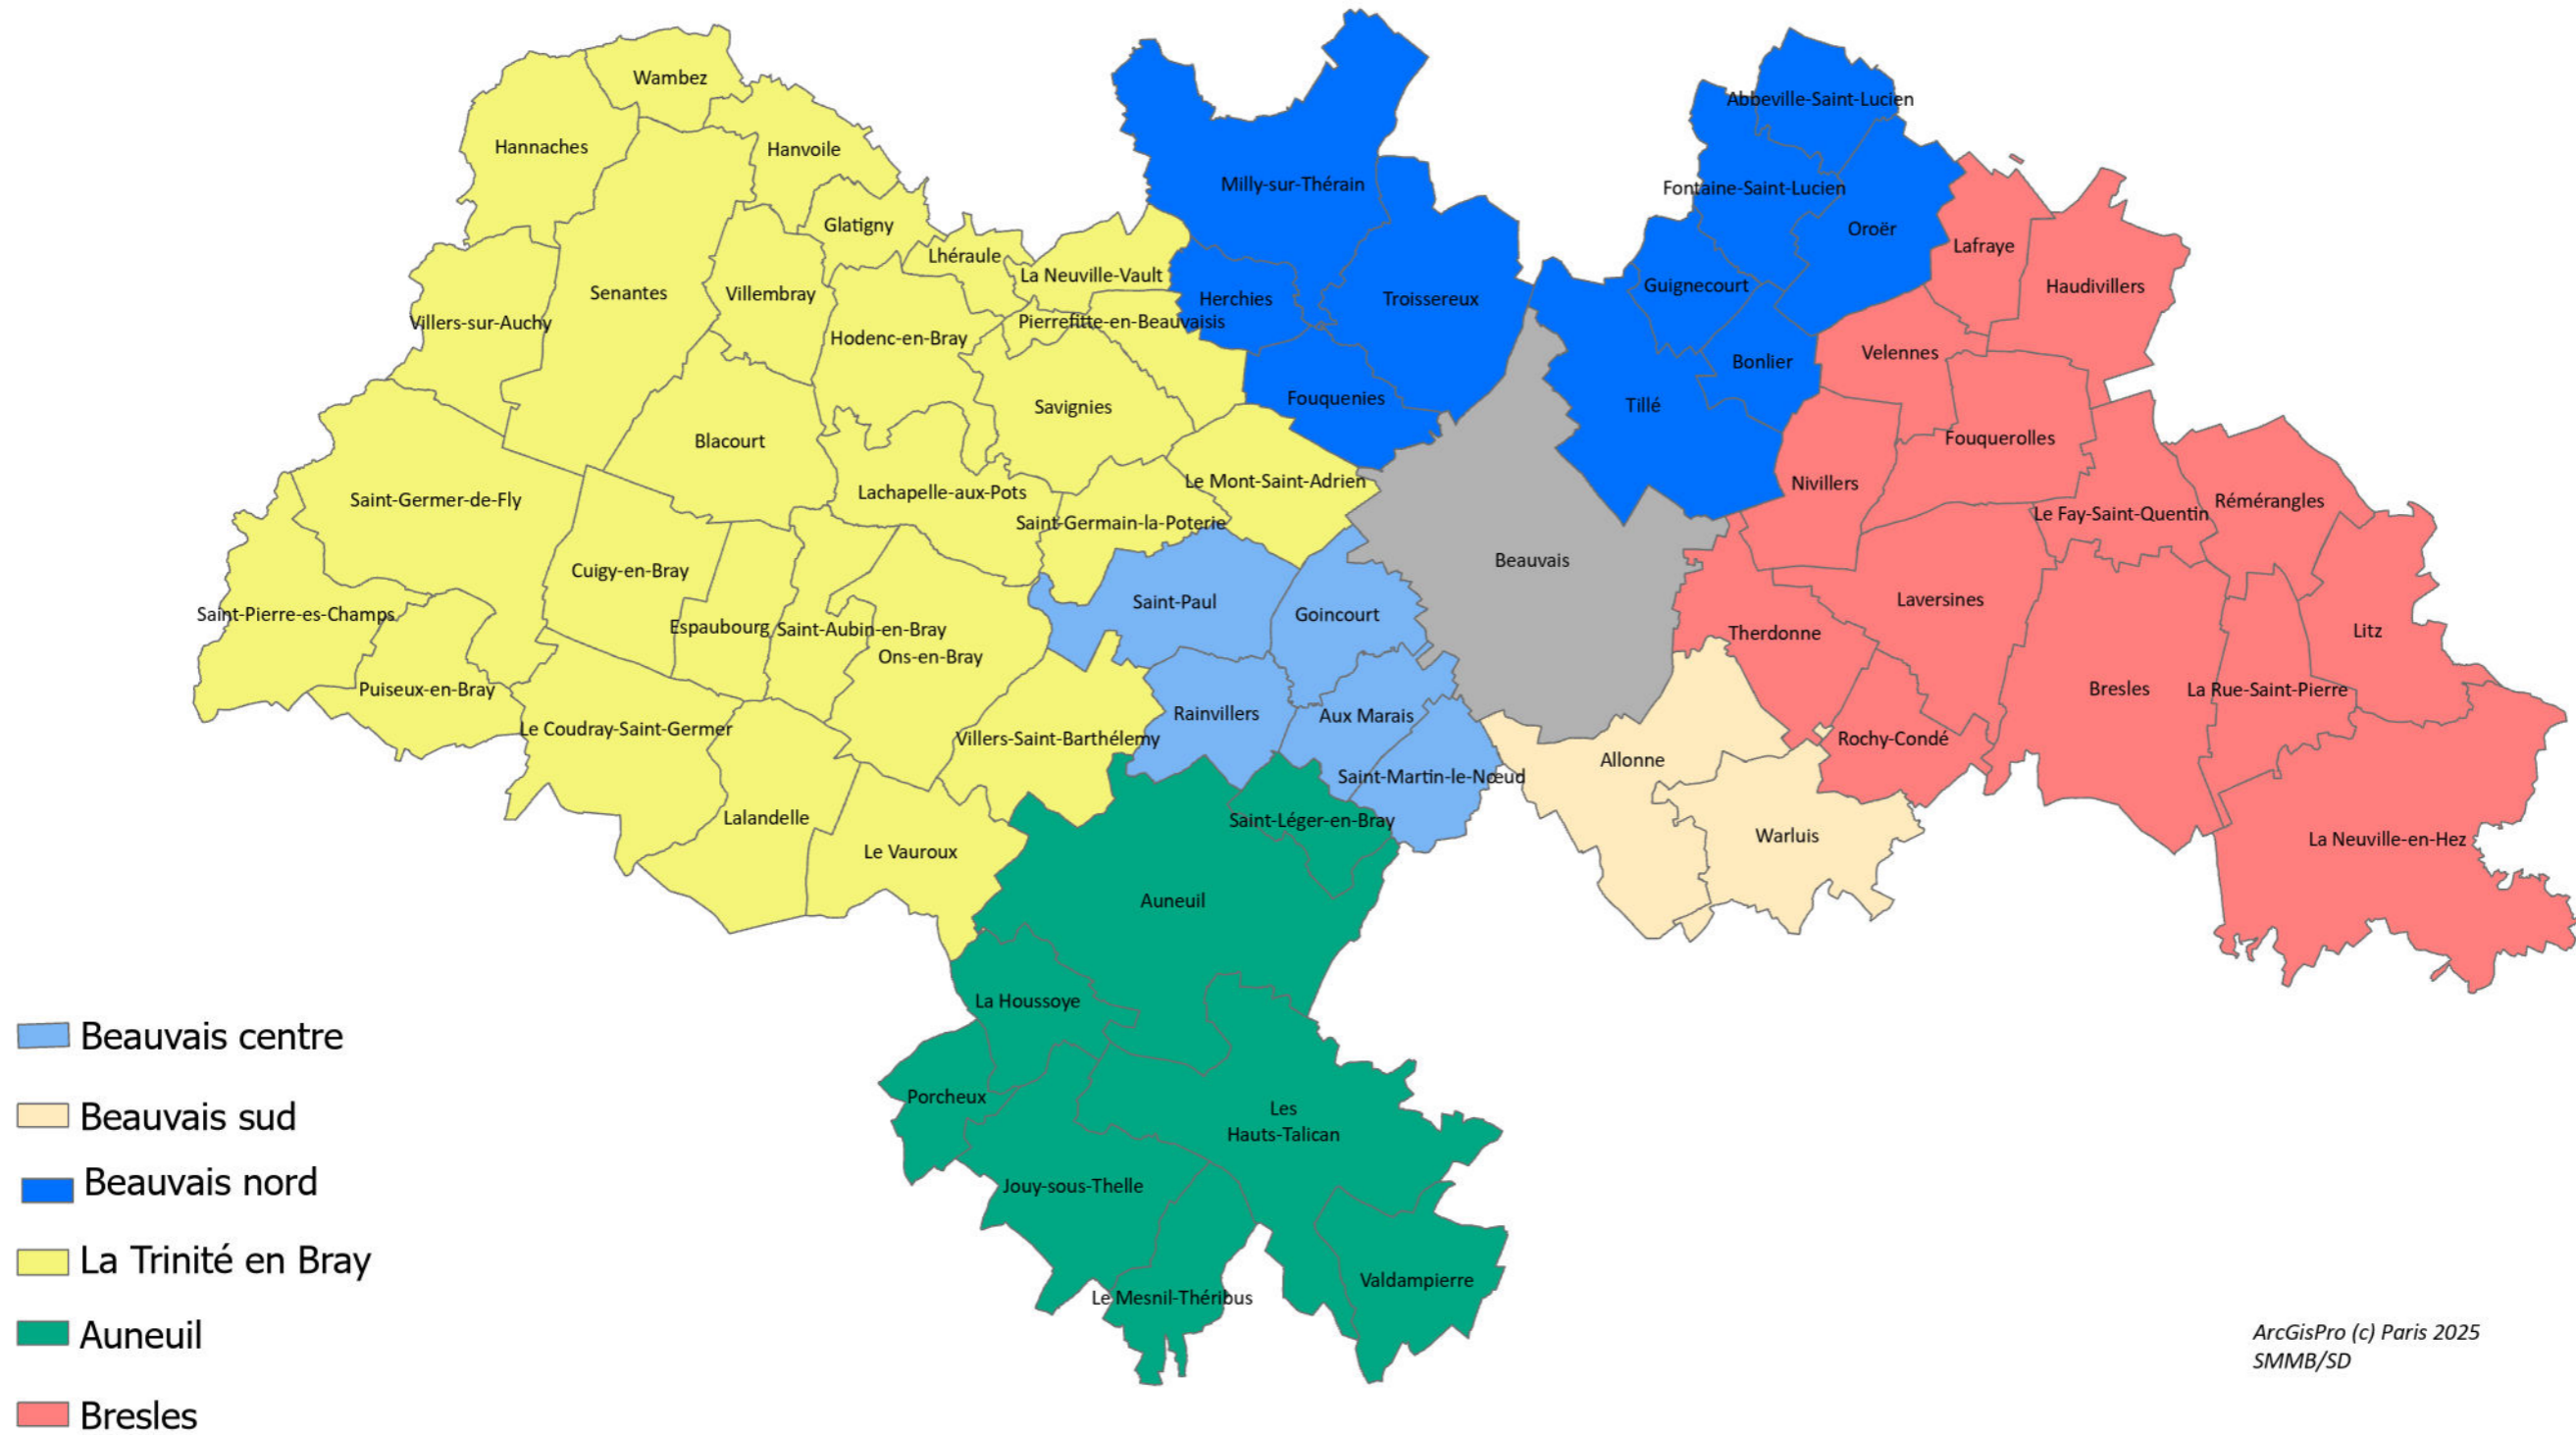 Wambez
Hannaches
Hanvoile
Glatigny
Lhéraule
La Neuville-Vault
Senantes
Villembray
Villers-sur-Auchy
Hodenc-en-Bray
Pierrefitte-en-Beauvaisis
Savignies
Blacourt
Le Mont-Saint-Adrien
Lachapelle-aux-Pots
Saint-Germer-de-Fly
Saint-Germain-la-Poterie
Cuigy-en-Bray
Saint-Pierre-es-Champs
Espaubourg
Saint-Aubin-en-Bray
Ons-en-Bray
Puiseux-en-Bray
Le Coudray-Saint-Germer
Villers-Saint-Barthélemy
Lalandelle
Le Vauroux
Milly-sur-Thérain
Herchies
Troissereux
Fouquenies
Abbeville-Saint-Lucien
Fontaine-Saint-Lucien
Oroër
Guignecourt
Bonlier
Tillé
Beauvais
Saint-Paul
Goincourt
Rainvillers
Aux Marais
Saint-Martin-le-Nœud
Lafraye
Haudivillers
Velennes
Fouquerolles
Nivillers
Le Fay-Saint-Quentin
Rémérangles
Laversines
Therdonne
Litz
Bresles
La Rue-Saint-Pierre
Rochy-Condé
La Neuville-en-Hez
Allonne
Warluis
Saint-Léger-en-Bray
Auneuil
La Houssoye
Porcheux
Les
Hauts-Talican
Jouy-sous-Thelle
Valdampierre
Le Mesnil-Théribus
Beauvais centre
Beauvais sud
Beauvais nord
La Trinité en Bray
Auneuil
Bresles
ArcGisPro (c) Paris 2025
SMMB/SD